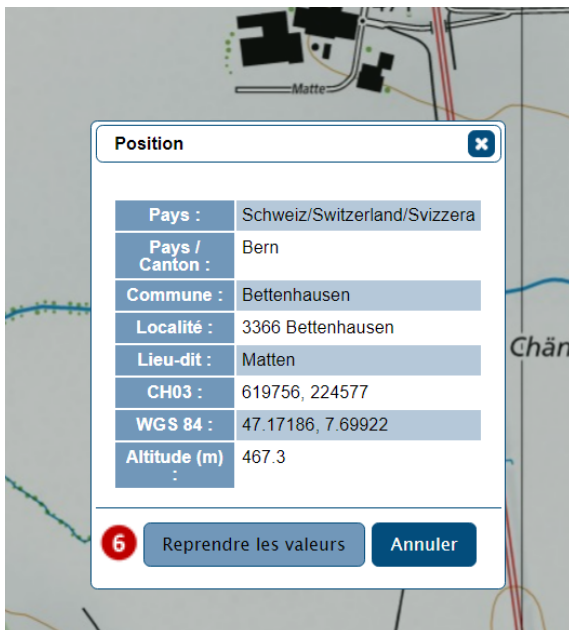 Matte
Position
Pays : Schweiz/Switzerland/Svizzera
Pays / Canton : Bern
Commune : Bettenhausen
Localité : 3366 Bettenhausen
Lieu-dit : Matten
CH03 : 619756, 224577
WGS 84 : 47.17186, 7.69922
Altitude (m) : 467.3
Chän
6 Reprendre les valeurs Annuler